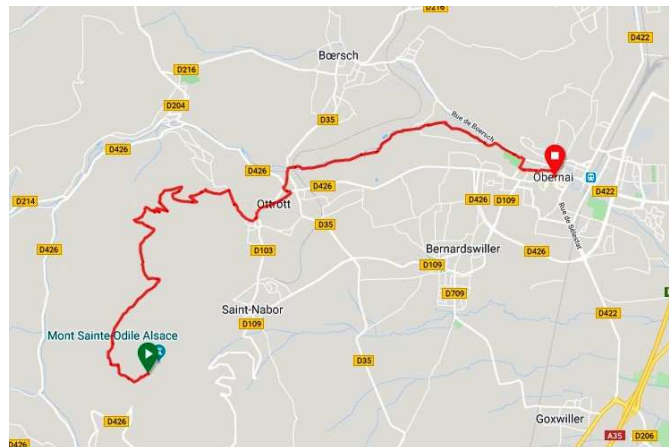 D216
D422
Bœrsch
D216
D204
D35
Rue de Bœrsch
D426
D426
D426
Obernai
D214
Ottrott
D426
D109
D422
D35
Rue de Sélestat
D103
Bernardswiller
D426
D426
D109
Saint-Nabor
D709
D109
D422
Mont Sainte-Odile Alsace
D35
D426
Goxwiller
D426
A35
D206